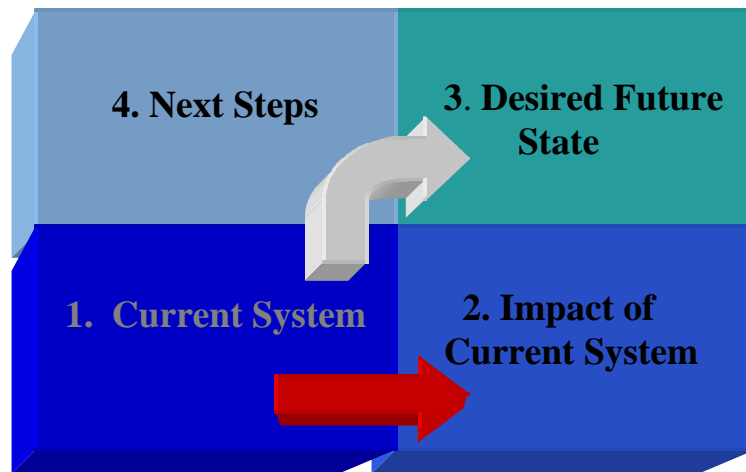 4. Next Steps
3. Desired Future
State
1. Current System
2. Impact of
Current System